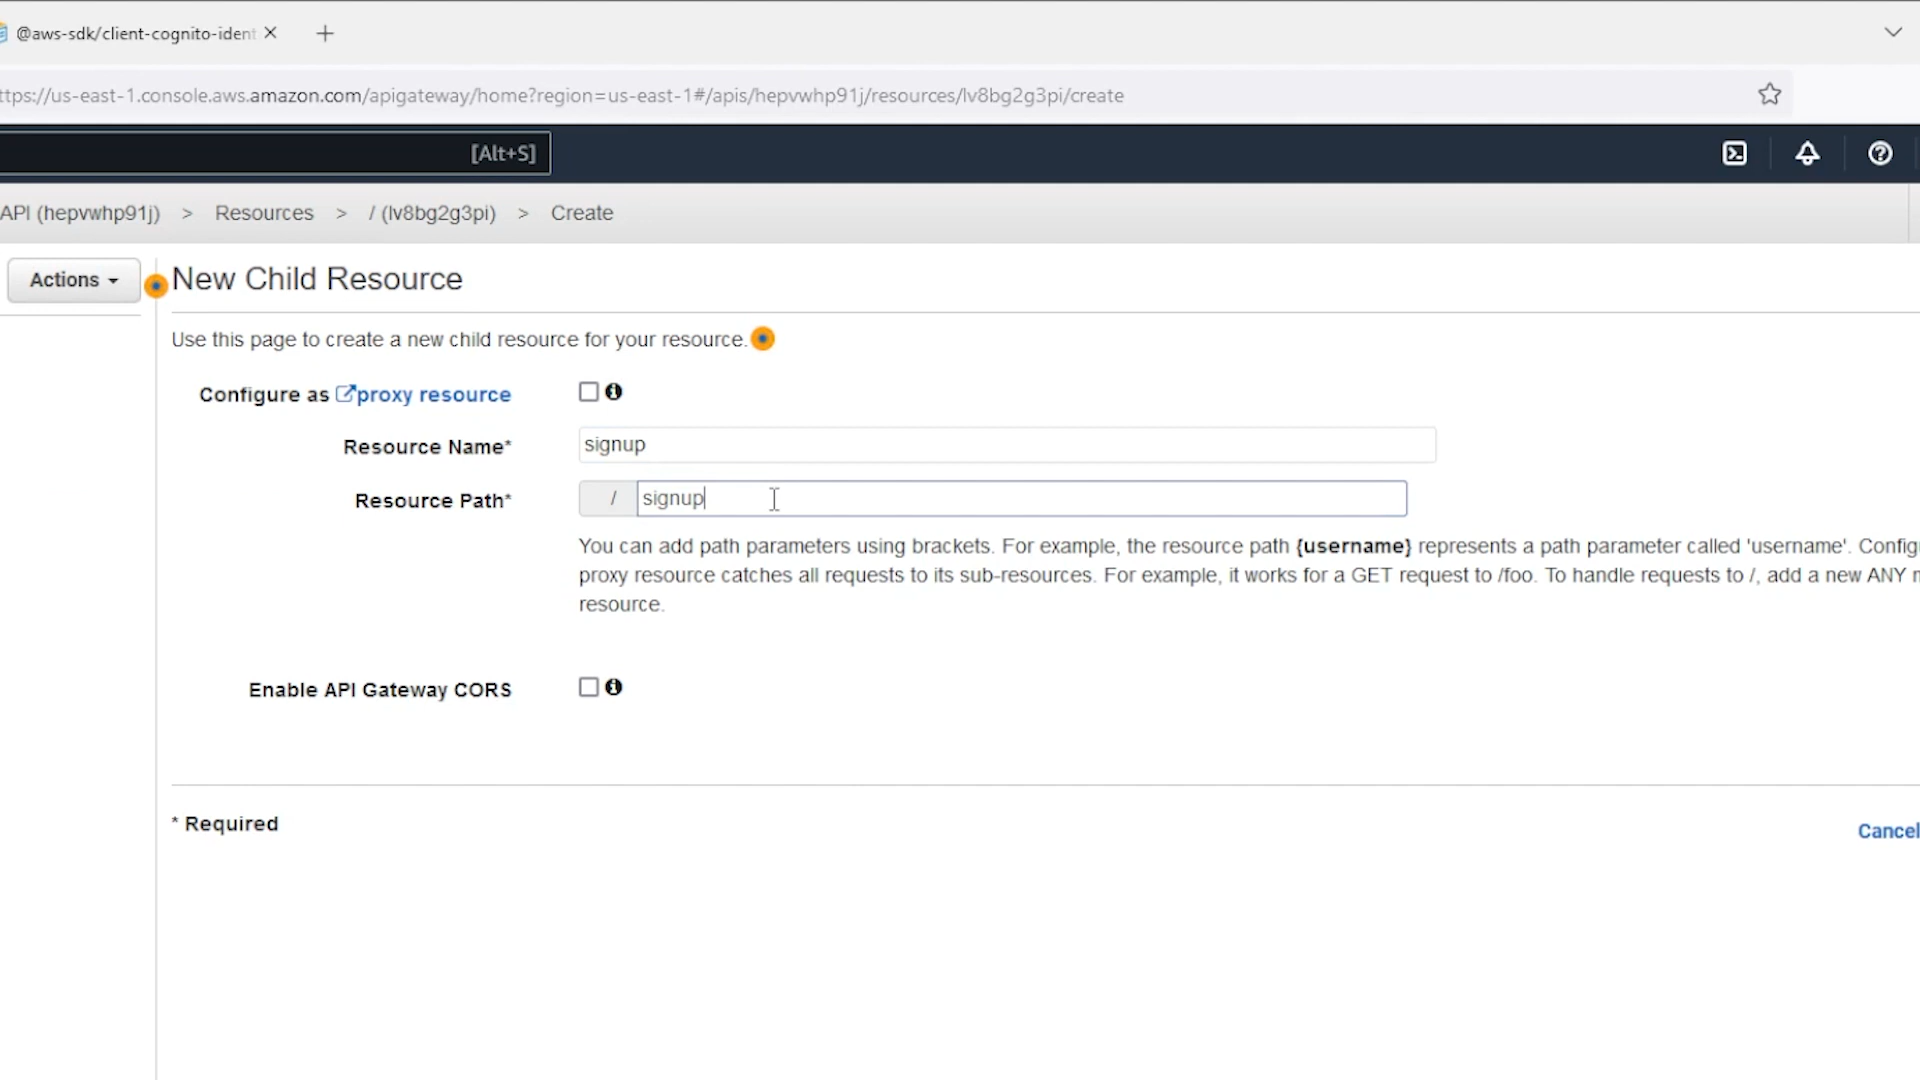 @aws-sdk/client-cognito-ident
ttps://us-east-1.console.aws.amazon.com/apigateway/home?region=us-east-1#/apis/hepvwhp91j/resources/lv8bg2g3pi/create
[Alt+S]
API (hepvwhp91j) > Resources > / (lv8bg2g3pi) > Create
Actions
New Child Resource
Use this page to create a new child resource for your resource.
Configure as proxy resource
Resource Name* signup
Resource Path* / signup
You can add path parameters using brackets. For example, the resource path {username} represents a path parameter called 'username'. Config
proxy resource catches all requests to its sub-resources. For example, it works for a GET request to /foo. To handle requests to /, add a new ANY m
resource.
Enable API Gateway CORS
* Required
Cancel